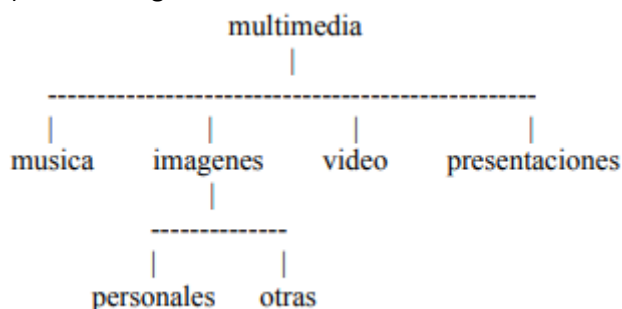 multimedia
|
--------------------------------------------------
| | | |
musica imagenes video presentaciones
|
--------------
| |
personales otras